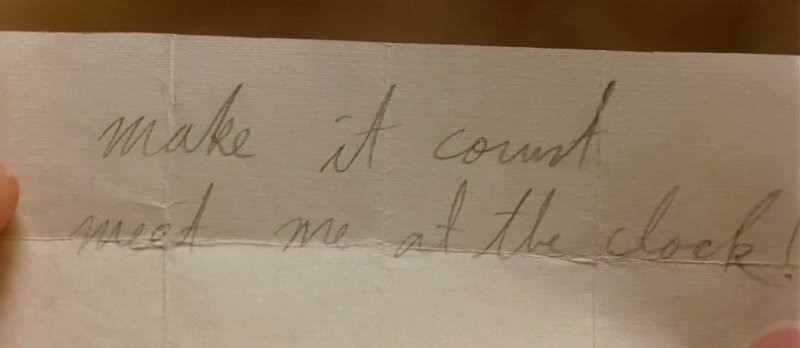 make it count
meet me at the clock!